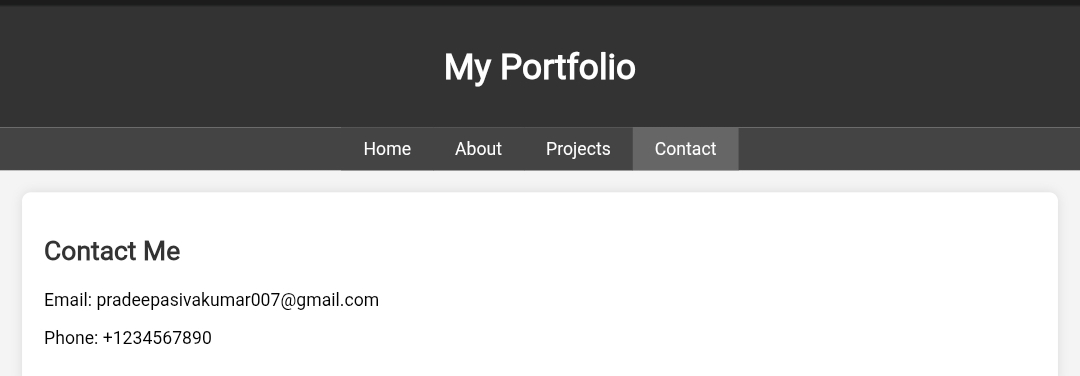 My Portfolio
Home About Projects Contact
Contact Me
Email: pradeepasivakumar007@gmail.com
Phone: +1234567890